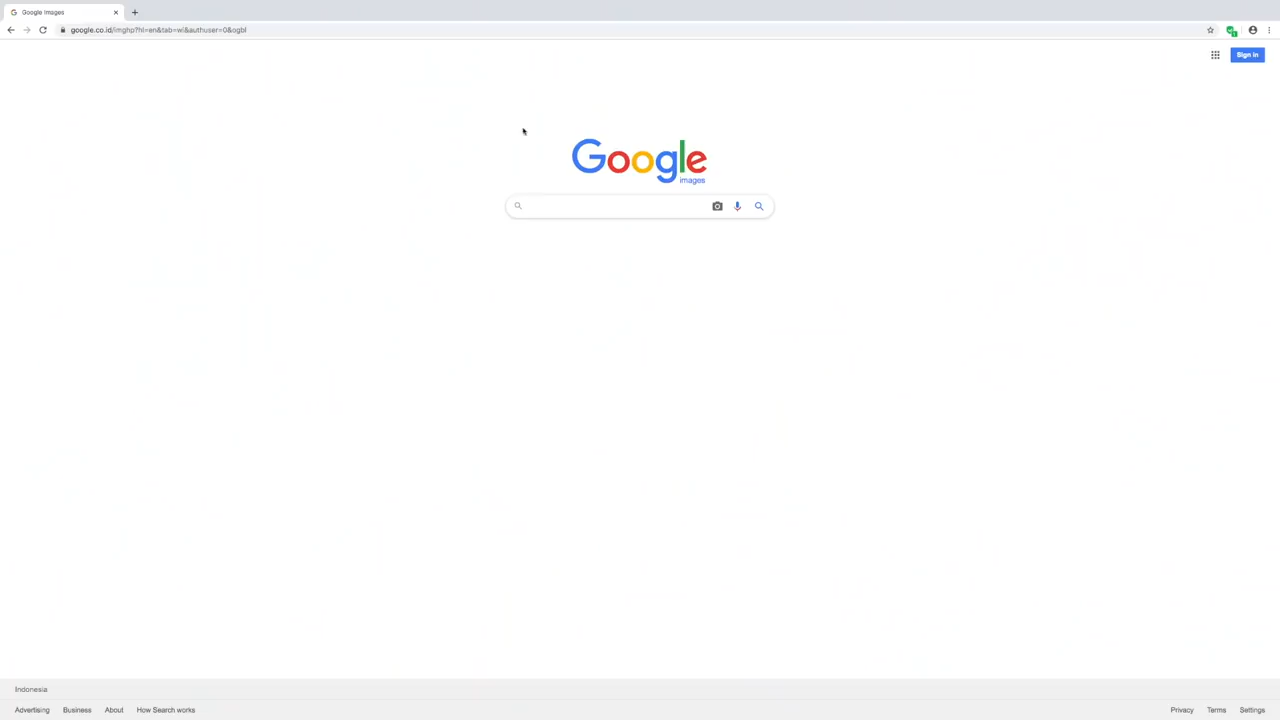 Google Images
google.co.id/imghp?hl=en&tab=wi&authuser=0&ogbl
Sign in
Google
images
Indonesia
Advertising Business About How Search works
Privacy Terms Settings